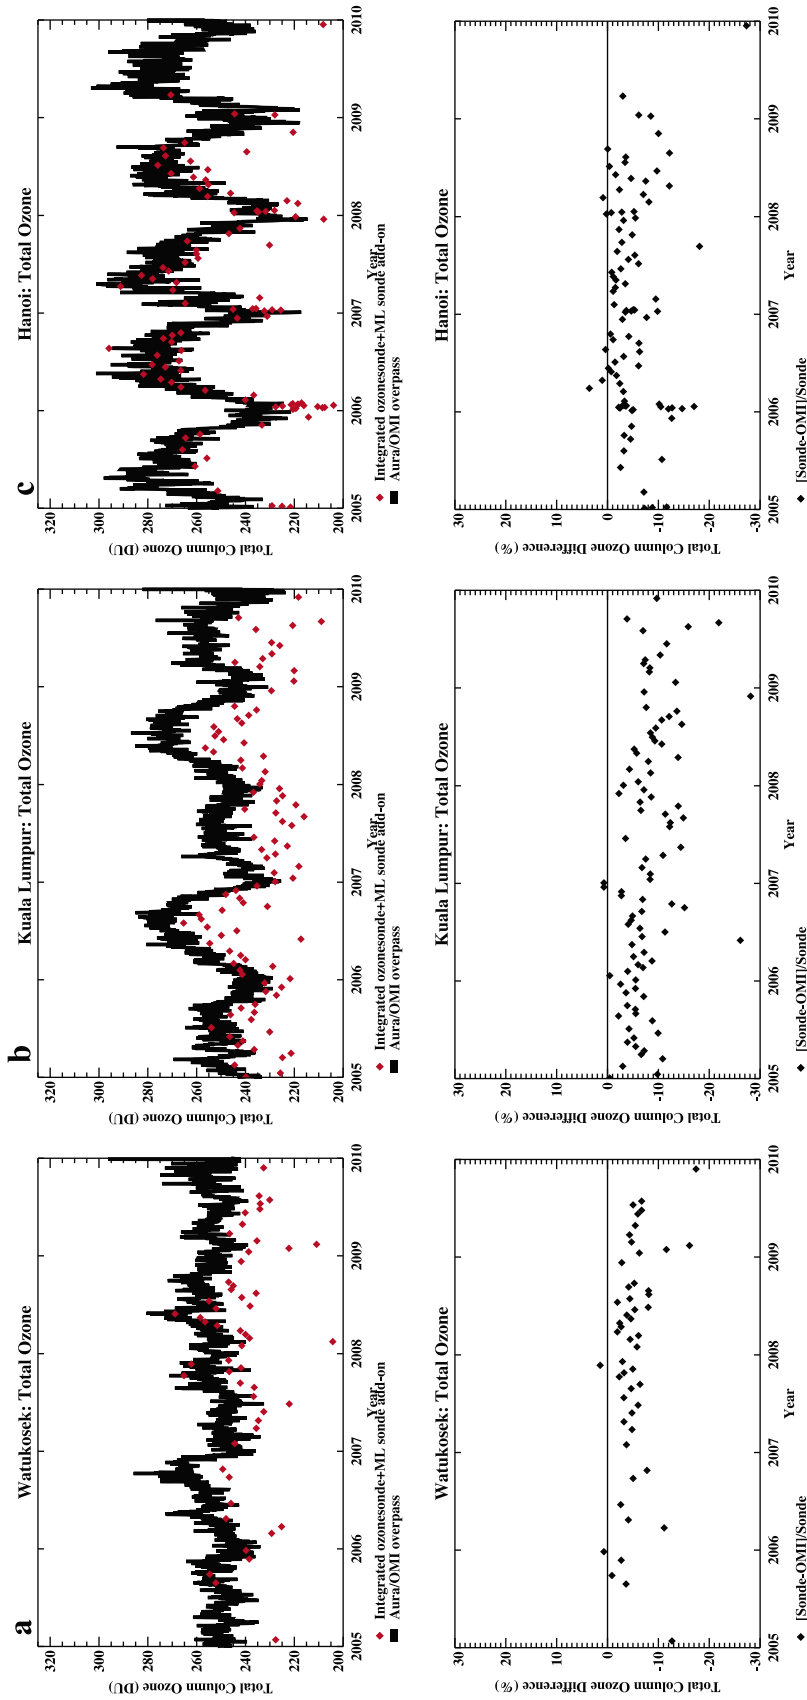 a
Watukosek: Total Ozone
Total Column Ozone (DU)
320
300
280
260
240
220
200
2005 2006 2007 2008 2009 2010
Year
Integrated ozonesonde+ML sonde add-on
Aura/OMI overpass
b
Kuala Lumpur: Total Ozone
Total Column Ozone (DU)
320
300
280
260
240
220
200
2005 2006 2007 2008 2009 2010
Year
Integrated ozonesonde+ML sonde add-on
Aura/OMI overpass
c
Hanoi: Total Ozone
Total Column Ozone (DU)
320
300
280
260
240
220
200
2005 2006 2007 2008 2009 2010
Year
Integrated ozonesonde+ML sonde add-on
Aura/OMI overpass
Watukosek: Total Ozone
Total Column Ozone Difference (%)
30
20
10
0
-10
-20
-30
2005 2006 2007 2008 2009 2010
Year
[Sonde-OMI]/Sonde
Kuala Lumpur: Total Ozone
Total Column Ozone Difference (%)
30
20
10
0
-10
-20
-30
2005 2006 2007 2008 2009 2010
Year
[Sonde-OMI]/Sonde
Hanoi: Total Ozone
Total Column Ozone Difference (%)
30
20
10
0
-10
-20
-30
2005 2006 2007 2008 2009 2010
Year
[Sonde-OMI]/Sonde